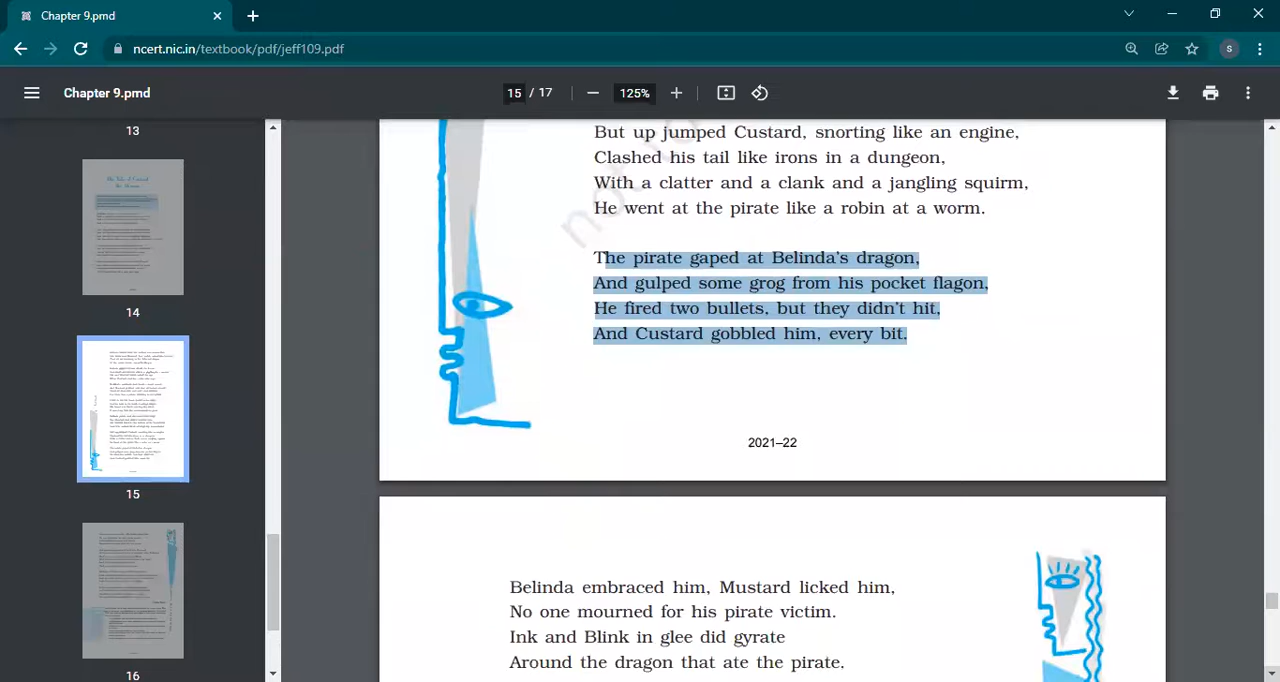 Chapter 9.pmd
ncert.nic.in/textbook/pdf/jeff109.pdf
S
Chapter 9.pmd
15 / 17
125%
13
14
15
16
But up jumped Custard, snorting like an engine,
Clashed his tail like irons in a dungeon,
With a clatter and a clank and a jangling squirm,
He went at the pirate like a robin at a worm.
The pirate gaped at Belinda's dragon,
And gulped some grog from his pocket flagon,
He fired two bullets, but they didn't hit,
And Custard gobbled him, every bit.
not
2021–22
Belinda embraced him, Mustard licked him,
No one mourned for his pirate victim.
Ink and Blink in glee did gyrate
Around the dragon that ate the pirate.